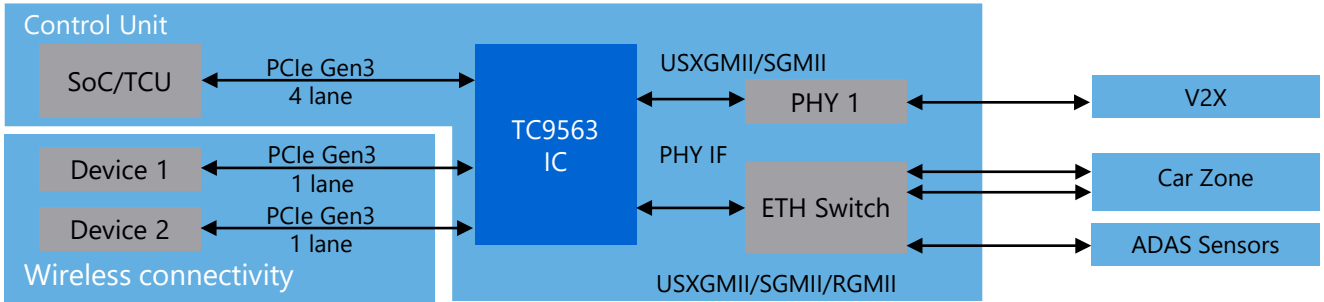 Control Unit
SoC/TCU
PCIe Gen3
4 lane
Device 1
PCIe Gen3
1 lane
Device 2
PCIe Gen3
1 lane
Wireless connectivity
TC9563
IC
USXGMII/SGMII
PHY 1
PHY IF
ETH Switch
USXGMII/SGMII/RGMII
V2X
Car Zone
ADAS Sensors